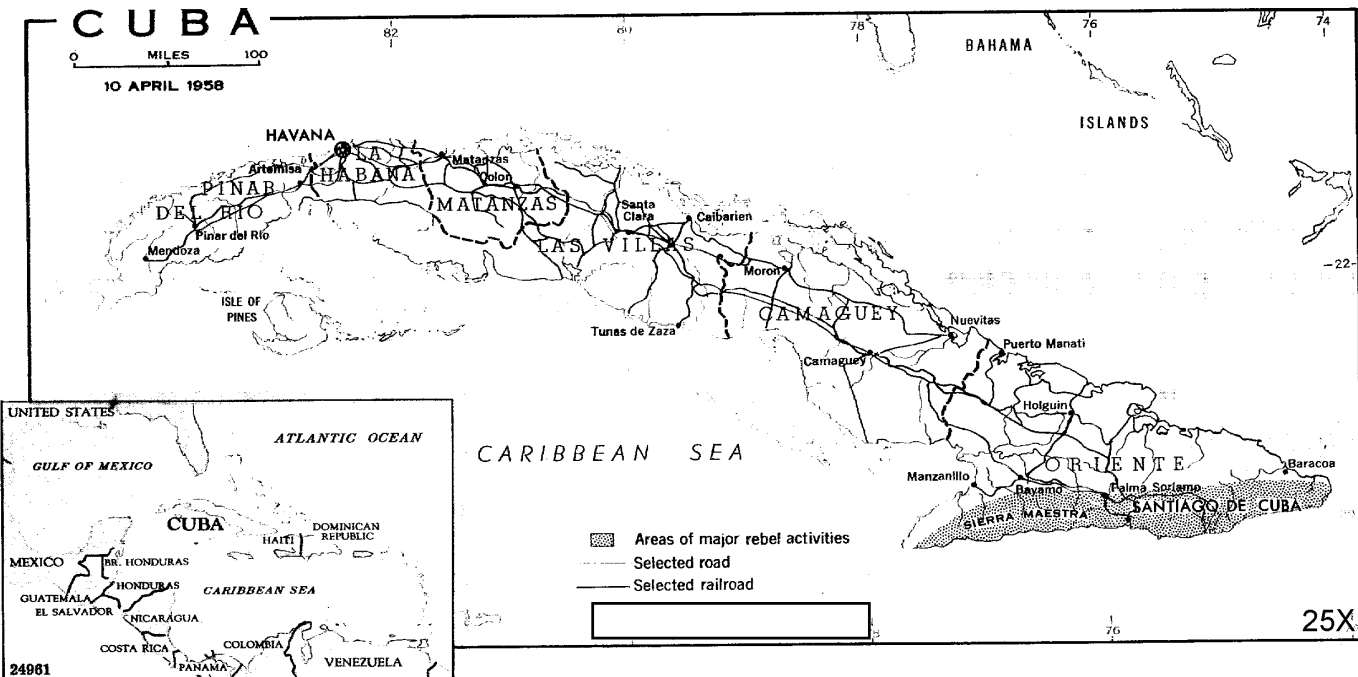 CUBA
0 MILES 100
10 APRIL 1958
82
80
78
76
74
BAHAMA
ISLANDS
HAVANA
LA
HABANA
Artemisa
Matanzas
Colon
PINAR
DEL RIO
MATANZAS
Santa
Clara
Caibarien
Pinar del Rio
Mendoza
LAS VILLAS
Moron
22
ISLE OF
PINES
Tunas de Zaza
CAMAGUEY
Nuevitas
Puerto Manati
Camaguey
Holguin
CARIBBEAN SEA
ORIENTE
Manzanillo
Bayamo
Palma Soriano
Baracoa
SIERRA MAESTRA
SANTIAGO DE CUBA
Areas of major rebel activities
Selected road
Selected railroad
76
25X
UNITED STATES
ATLANTIC OCEAN
GULF OF MEXICO
CUBA
HAITI
DOMINICAN
REPUBLIC
MEXICO
BR. HONDURAS
HONDURAS
GUATEMALA
EL SALVADOR
CARIBBEAN SEA
NICARAGUA
COSTA RICA
COLOMBIA
PANAMA
VENEZUELA
24961